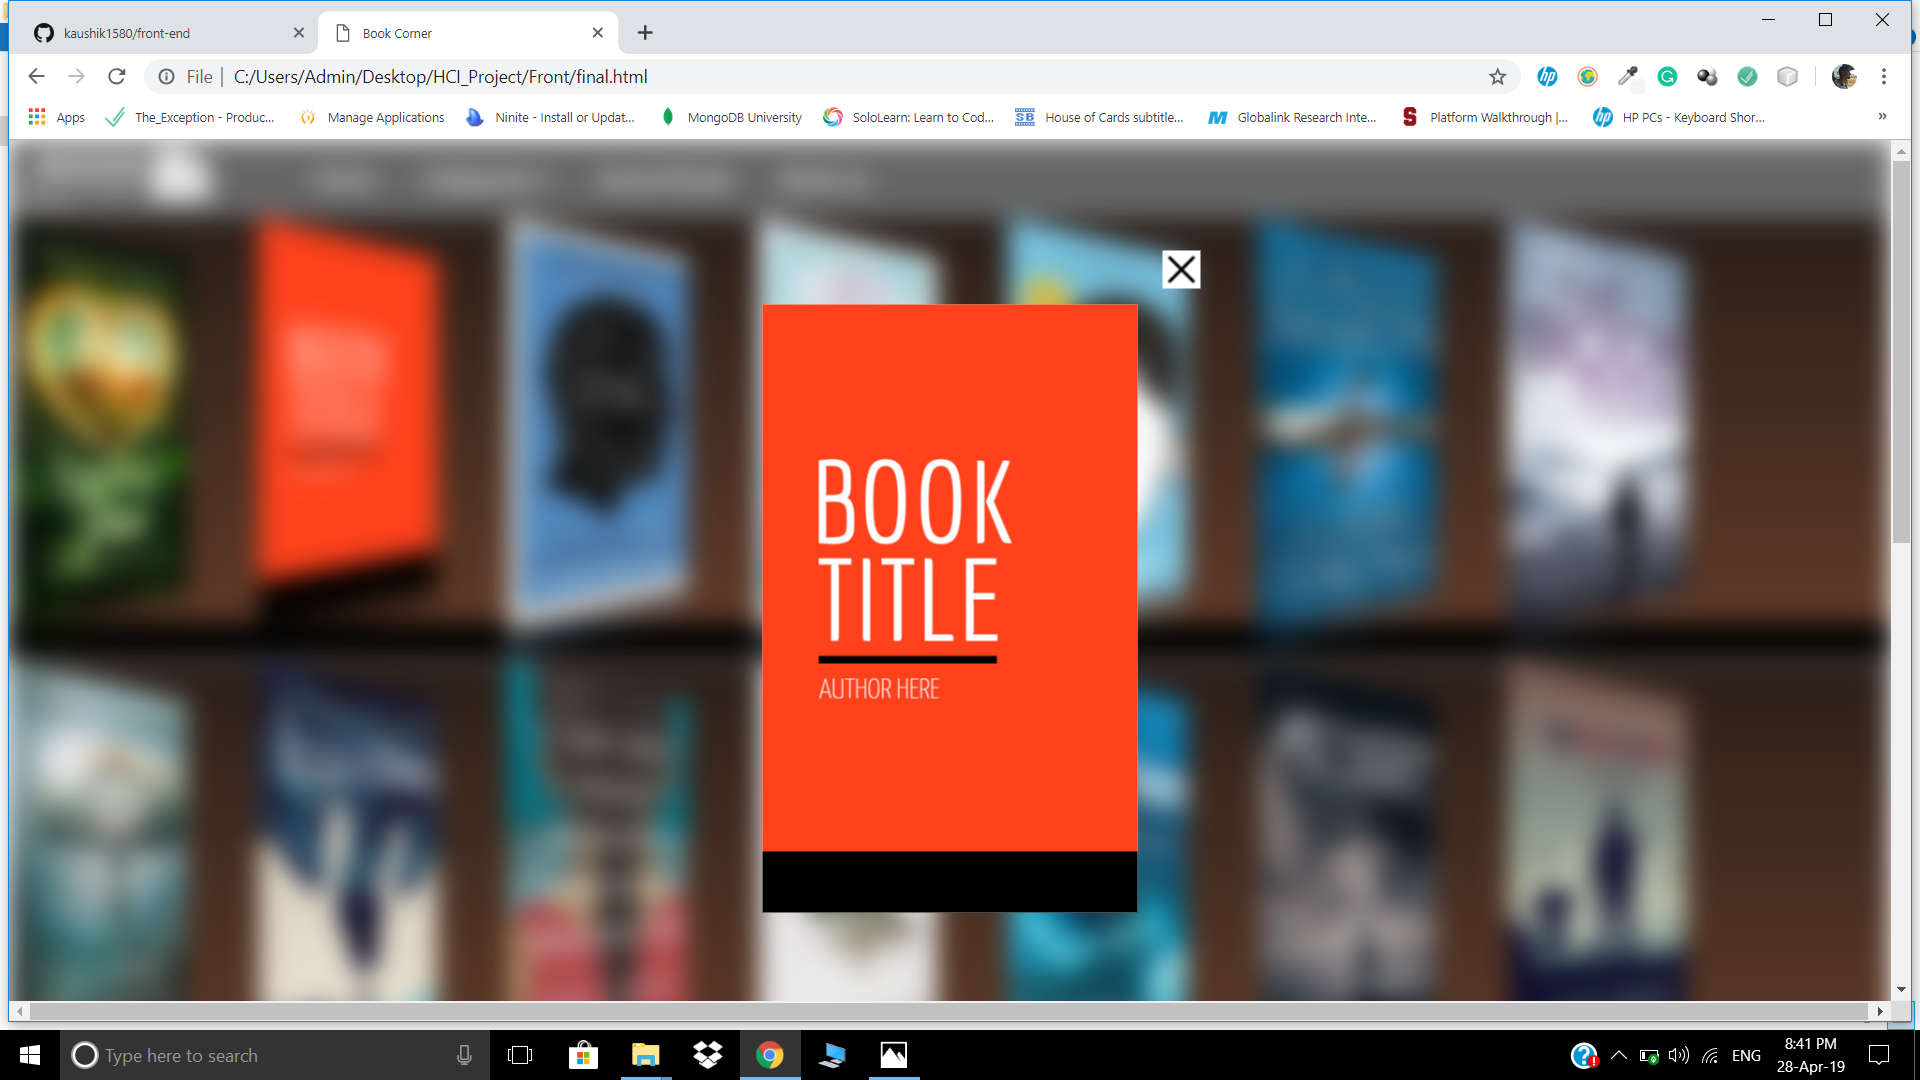 kaushik1580/front-end
Book Corner
File | C:/Users/Admin/Desktop/HCI_Project/Front/final.html
Apps
The_Exception - Produc...
Manage Applications
Ninite - Install or Updat...
MongoDB University
SoloLearn: Learn to Cod...
House of Cards subtitle...
Globalink Research Inte...
Platform Walkthrough |...
HP PCs - Keyboard Shor...
»
BOOK
TITLE
AUTHOR HERE
Type here to search
ENG
8:41 PM
28-Apr-19